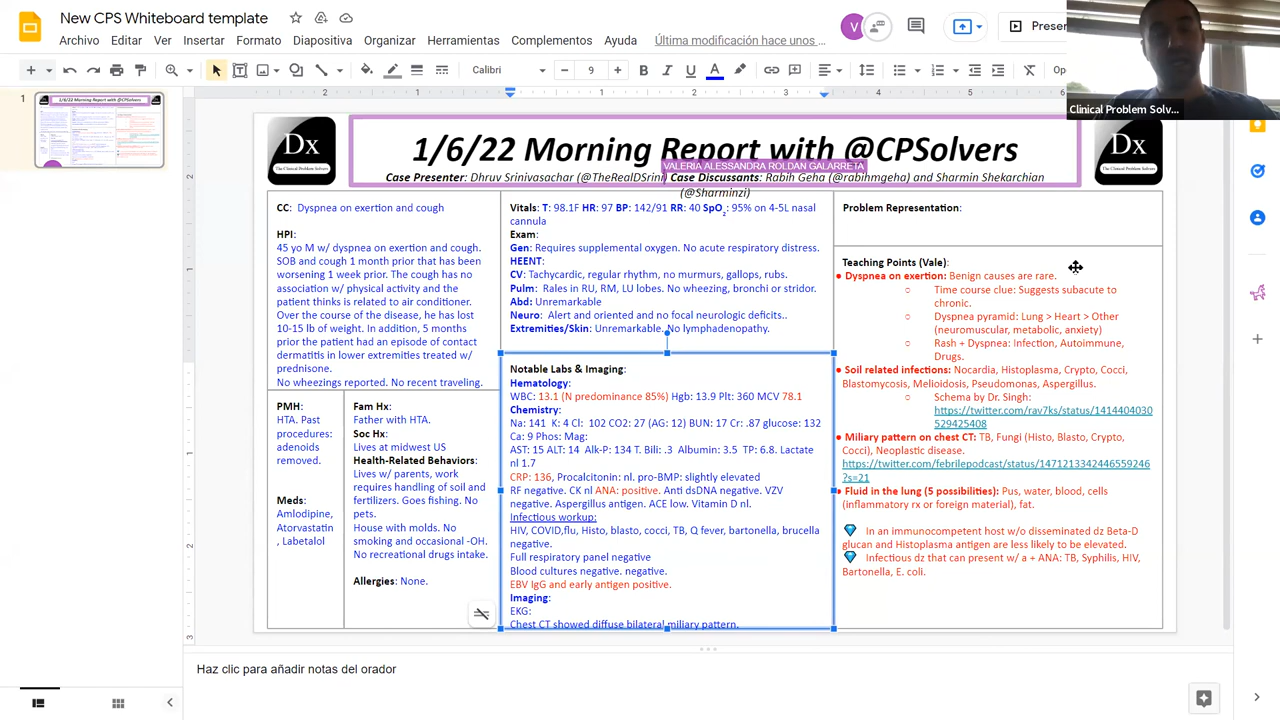 New CPS Whiteboard template
Archivo Editar Ver Insertar Formato Diapositiva Organizar Herramientas Complementos Ayuda Última modificación hace unos …
V
Presen
Calibri 9
Op
Clinical Problem Solv...
1
1/6/22 Morning Report with @CPSolvers
VALERIA ALESSANDRA ROLDAN GALARRETA
Case Presenter: Dhruv Srinivasachar (@TheRealDSrini) Case Discussants: Rabih Geha (@rabihmgeha) and Sharmin Shekarchian
(@Sharminzi)
Dx
The Clinical Problem Solvers
Dx
The Clinical Problem Solvers
CC: Dyspnea on exertion and cough
HPI:
45 yo M w/ dyspnea on exertion and cough.
SOB and cough 1 month prior that has been
worsening 1 week prior. The cough has no
association w/ physical activity and the
patient thinks is related to air conditioner.
Over the course of the disease, he has lost
10-15 lb of weight. In addition, 5 months
prior the patient had an episode of contact
dermatitis in lower extremities treated w/
prednisone.
No wheezings reported. No recent traveling.
PMH:
HTA. Past
procedures:
adenoids
removed.
Meds:
Amlodipine,
Atorvastatin
, Labetalol
Fam Hx:
Father with HTA.
Soc Hx:
Lives at midwest US
Health-Related Behaviors:
Lives w/ parents, work
requires handling of soil and
fertilizers. Goes fishing. No
pets.
House with molds. No
smoking and occasional -OH.
No recreational drugs intake.
Allergies: None.
Vitals: T: 98.1F HR: 97 BP: 142/91 RR: 40 SpO2: 95% on 4-5L nasal
cannula
Exam:
Gen: Requires supplemental oxygen. No acute respiratory distress.
HEENT:
CV: Tachycardic, regular rhythm, no murmurs, gallops, rubs.
Pulm: Rales in RU, RM, LU lobes. No wheezing, bronchi or stridor.
Abd: Unremarkable
Neuro: Alert and oriented and no focal neurologic deficits..
Extremities/Skin: Unremarkable. No lymphadenopathy.
Notable Labs & Imaging:
Hematology:
WBC: 13.1 (N predominance 85%) Hgb: 13.9 Plt: 360 MCV 78.1
Chemistry:
Na: 141 K: 4 Cl: 102 CO2: 27 (AG: 12) BUN: 17 Cr: .87 glucose: 132
Ca: 9 Phos: Mag:
AST: 15 ALT: 14 Alk-P: 134 T. Bili: .3 Albumin: 3.5 TP: 6.8. Lactate
nl 1.7
CRP: 136, Procalcitonin: nl. pro-BMP: slightly elevated
RF negative. CK nl ANA: positive. Anti dsDNA negative. VZV
negative. Aspergillus antigen. ACE low. Vitamin D nl.
Infectious workup:
HIV, COVID,flu, Histo, blasto, cocci, TB, Q fever, bartonella, brucella
negative.
Full respiratory panel negative
Blood cultures negative. negative.
EBV IgG and early antigen positive.
Imaging:
EKG:
Chest CT showed diffuse bilateral miliary pattern.
Problem Representation:
Teaching Points (Vale):
● Dyspnea on exertion: Benign causes are rare.
○ Time course clue: Suggests subacute to
chronic.
○ Dyspnea pyramid: Lung > Heart > Other
(neuromuscular, metabolic, anxiety)
○ Rash + Dyspnea: Infection, Autoimmune,
Drugs.
● Soil related infections: Nocardia, Histoplasma, Crypto, Cocci,
Blastomycosis, Melioidosis, Pseudomonas, Aspergillus.
○ Schema by Dr. Singh:
https://twitter.com/rav7ks/status/1414404030
529425408
● Miliary pattern on chest CT: TB, Fungi (Histo, Blasto, Crypto,
Cocci), Neoplastic disease.
https://twitter.com/febrilepodcast/status/1471213342446559246
?s=21
● Fluid in the lung (5 possibilities): Pus, water, blood, cells
(inflammatory rx or foreign material), fat.
In an immunocompetent host w/o disseminated dz Beta-D
glucan and Histoplasma antigen are less likely to be elevated.
Infectious dz that can present w/ a + ANA: TB, Syphilis, HIV,
Bartonella, E. coli.
Haz clic para añadir notas del orador